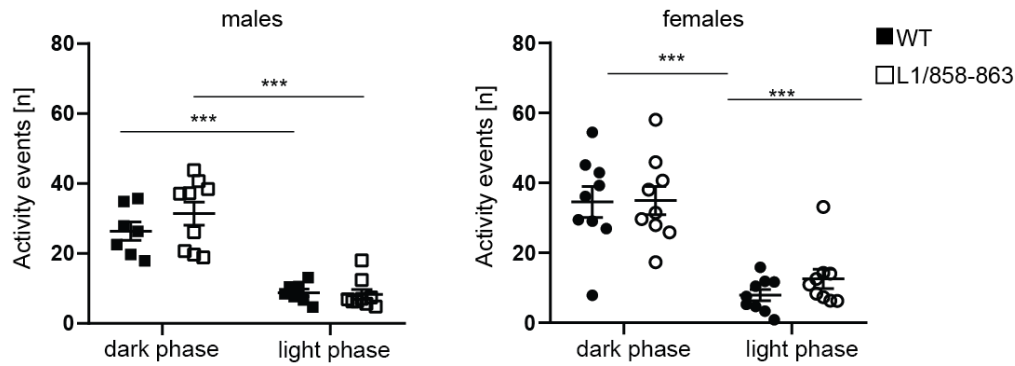 males
80
60
40
20
0
Activity events [n]
***
***
dark phase
light phase
females
80
60
40
20
0
Activity events [n]
***
***
dark phase
light phase
WT
L1/858-863